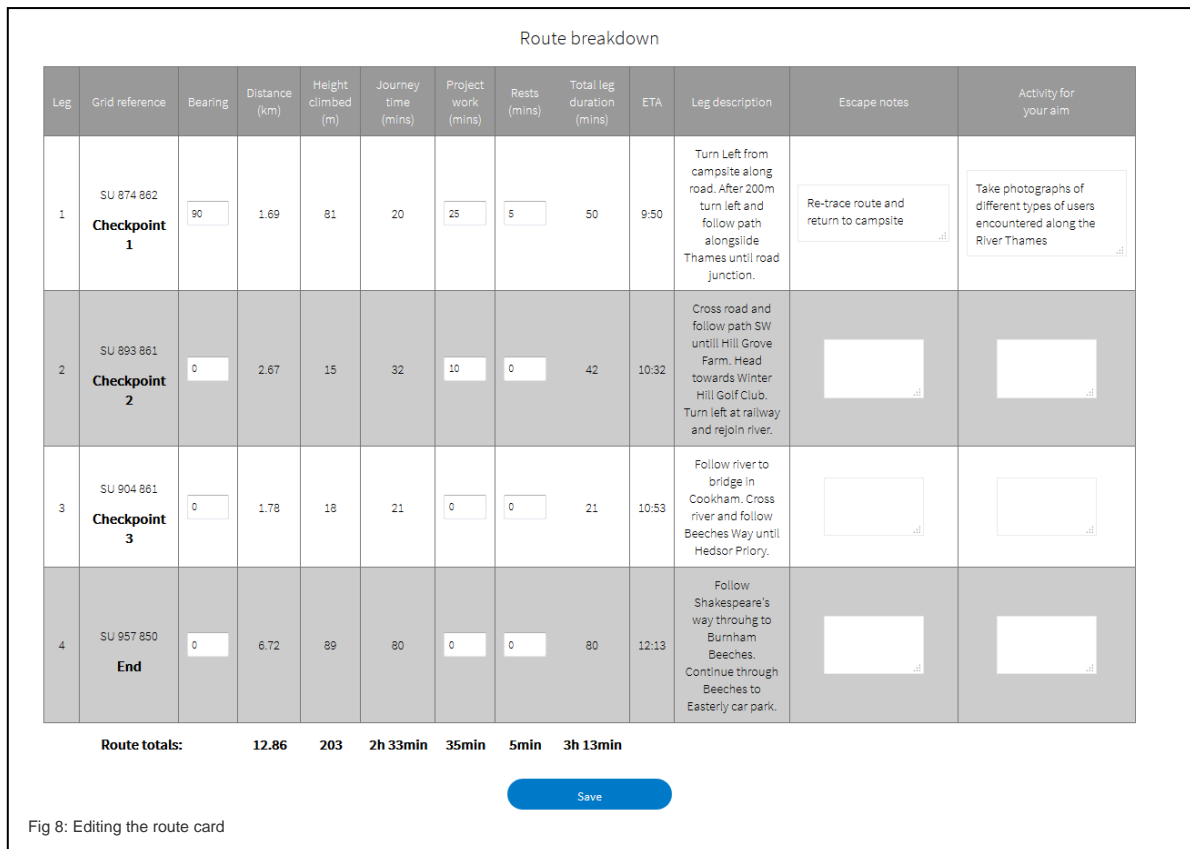 Route breakdown
Leg
Grid reference
Bearing
Distance
(km)
Height
climbed
(m)
Journey
time
(mins)
Project
work
(mins)
Rests
(mins)
Total leg
duration
(mins)
ETA
Leg description
Escape notes
Activity for
your aim
1
SU 874 862
Checkpoint
1
90
1.69
81
20
25
5
50
9:50
Turn Left from
campsite along
road. After 200m
turn left and
follow path
alongsiide
Thames until road
junction.
Re-trace route and
return to campsite
Take photographs of
different types of users
encountered along the
River Thames
2
SU 893 861
Checkpoint
2
0
2.67
15
32
10
0
42
10:32
Cross road and
follow path SW
untill Hill Grove
Farm. Head
towards Winter
Hill Golf Club.
Turn left at railway
and rejoin river.
3
SU 904 861
Checkpoint
3
0
1.78
18
21
0
0
21
10:53
Follow river to
bridge in
Cookham. Cross
river and follow
Beeches Way until
Hedsor Priory.
4
SU 957 850
End
0
6.72
89
80
0
0
80
12:13
Follow
Shakespeare's
way throuhg to
Burnham
Beeches.
Continue through
Beeches to
Easterly car park.
Route totals:
12.86
203
2h 33min
35min
5min
3h 13min
Save
Fig 8: Editing the route card